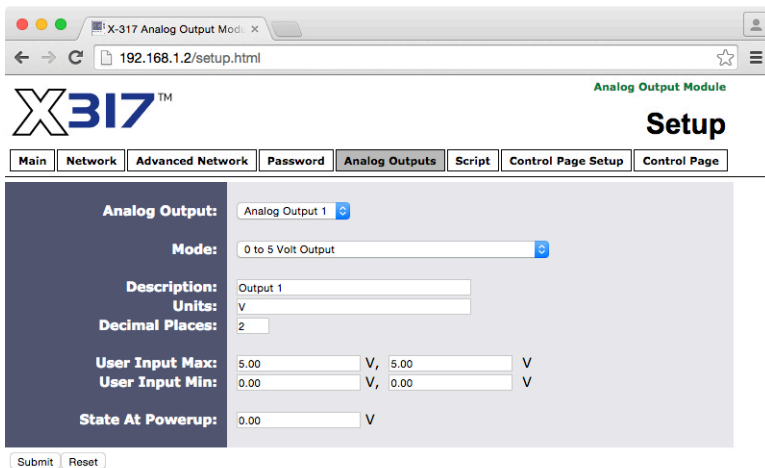 X-317 Analog Output Modu
192.168.1.2/setup.html
X317™
Analog Output Module
Setup
Main Network Advanced Network Password Analog Outputs Script Control Page Setup Control Page
Analog Output: Analog Output 1
Mode: 0 to 5 Volt Output
Description: Output 1
Units: V
Decimal Places: 2
User Input Max: 5.00 V, 5.00 V
User Input Min: 0.00 V, 0.00 V
State At Powerup: 0.00 V
Submit Reset